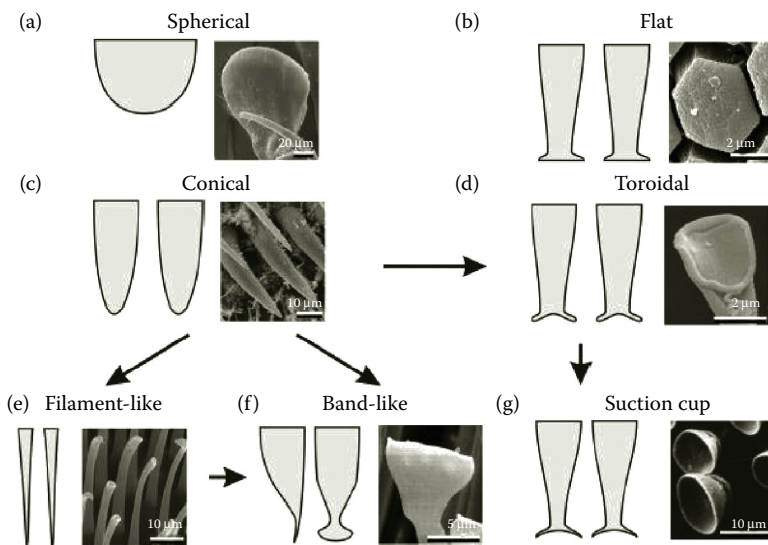 (a) Spherical
20 µm
(b) Flat
2 µm
(c) Conical
10 µm
(d) Toroidal
2 µm
(e) Filament-like
10 µm
(f) Band-like
5 µm
(g) Suction cup
10 µm